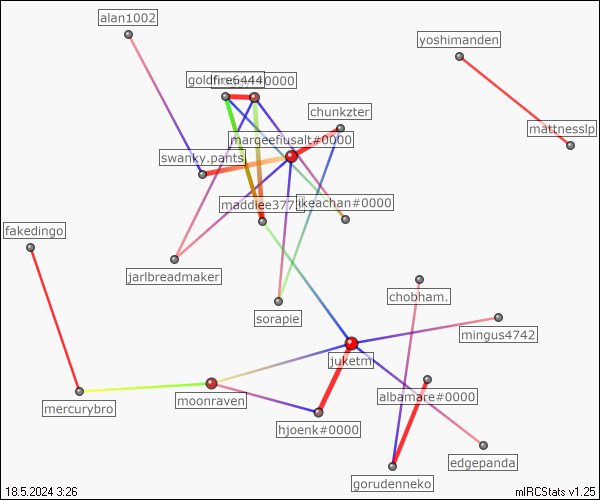 alan1002
yoshimanden
goldfire6444
0000
chunkzter
mattnesslp
marqeefiusalt#0000
swanky.pants
maddiee377
ikeachan#0000
fakedingo
jarlbreadmaker
chobham.
sorapie
mingus4742
juketm
albamare#0000
moonraven
mercurybro
hjoenk#0000
edgepanda
gorudenneko
18.5.2024 3:26
mIRCStats v1.25